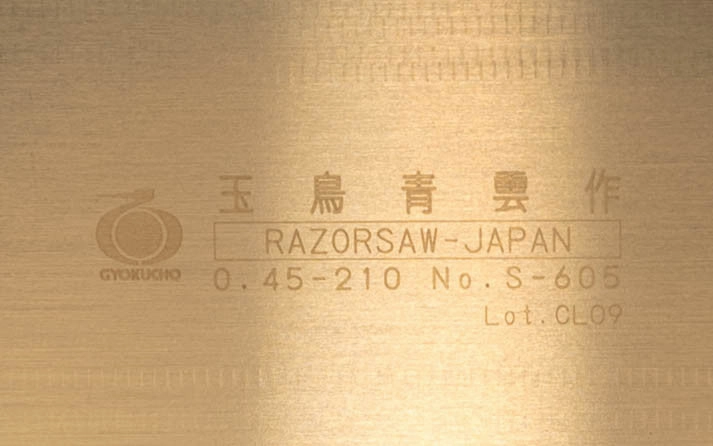 玉鳥青雲作
RAZORSAW-JAPAN
GYOKUCHO
0.45-210 No.S-605
Lot.CL09